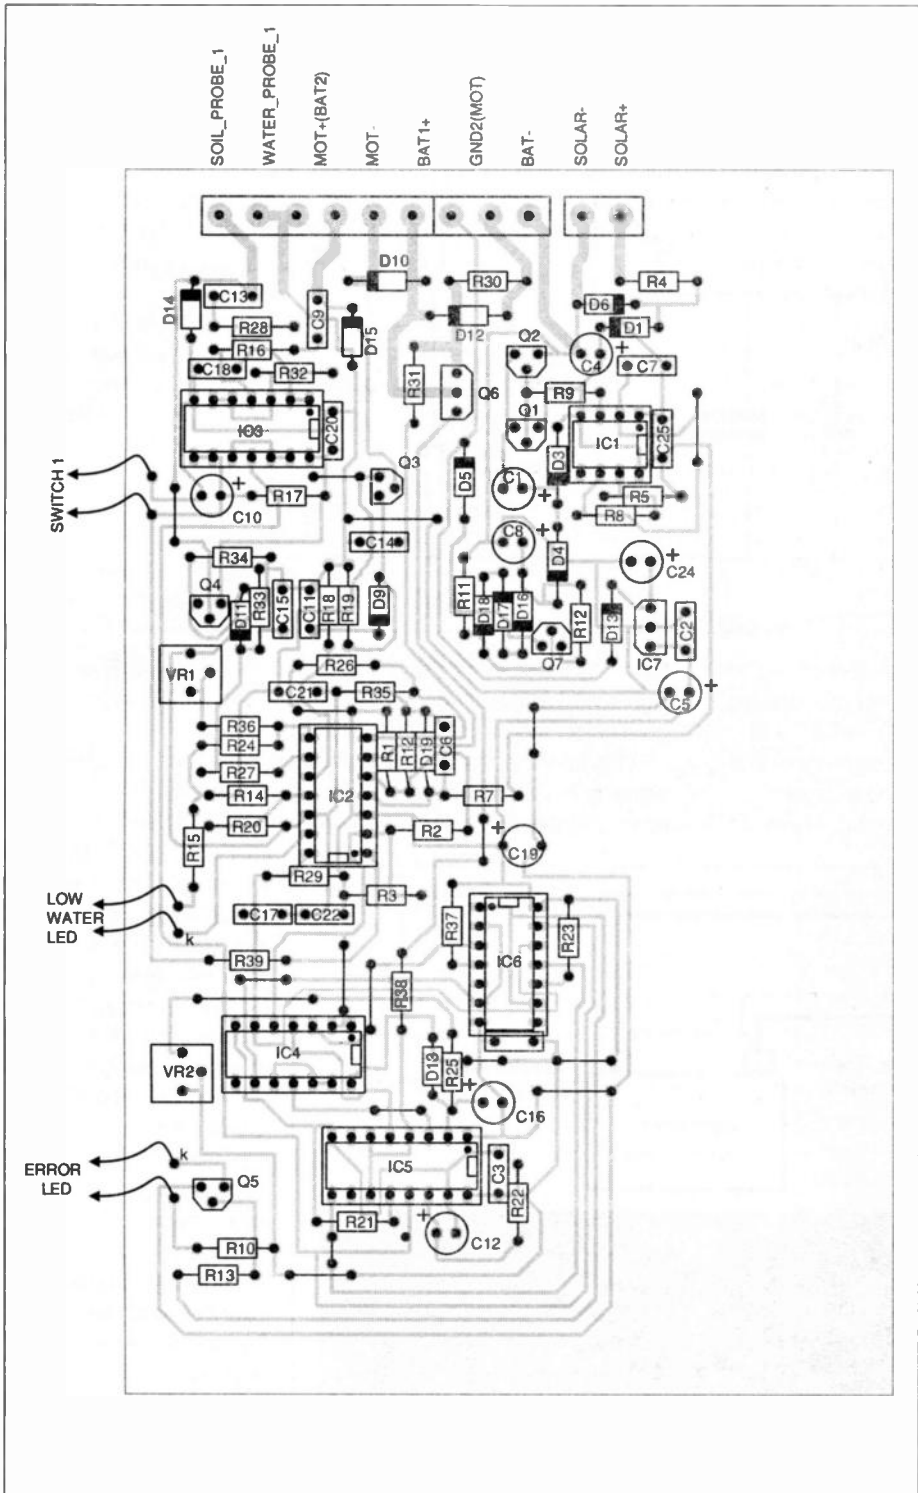 SOIL_PROBE_1
WATER_PROBE_1
MOT+(BAT2)
MOT-
BAT1+
GND2(MOT)
BAT-
SOLAR-
SOLAR+
D10
R30
R4
D14
C13
C9
D6
D15
D12
D1
R28
Q2
R16
C4
+
C18
R32
C7
R31
Q6
R9
Q1
IC3
C20
IC1
C25
D3
Q3
D5
SWITCH 1
C1
+
R5
+
C10
R17
R8
C14
C8
+
D4
R34
C24
+
Q4
D11
R33
C15
C11
R18
R19
D9
R11
D18
D17
D16
R12
D13
C2
Q7
IC7
VR1
R26
C21
R35
C5
+
R36
R24
R1
R12
D19
C6
R27
R14
IC2
R7
R20
R2
+
C19
R15
R29
R3
LOW
WATER
LED
k
C17
C22
R37
IC6
R23
R39
R38
IC4
VR2
D13
R25
+
C16
IC5
C3
R22
ERROR
LED
k
Q5
R21
+
C12
R10
R13